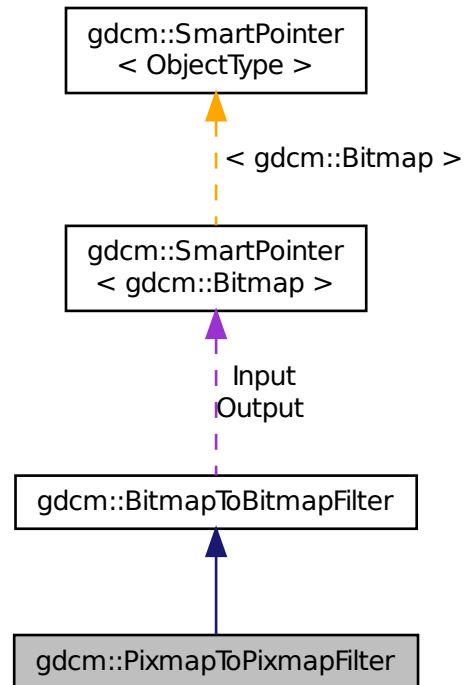 gdcm::SmartPointer
< ObjectType >
< gdcm::Bitmap >
gdcm::SmartPointer
< gdcm::Bitmap >
Input
Output
gdcm::BitmapToBitmapFilter
gdcm::PixmapToPixmapFilter